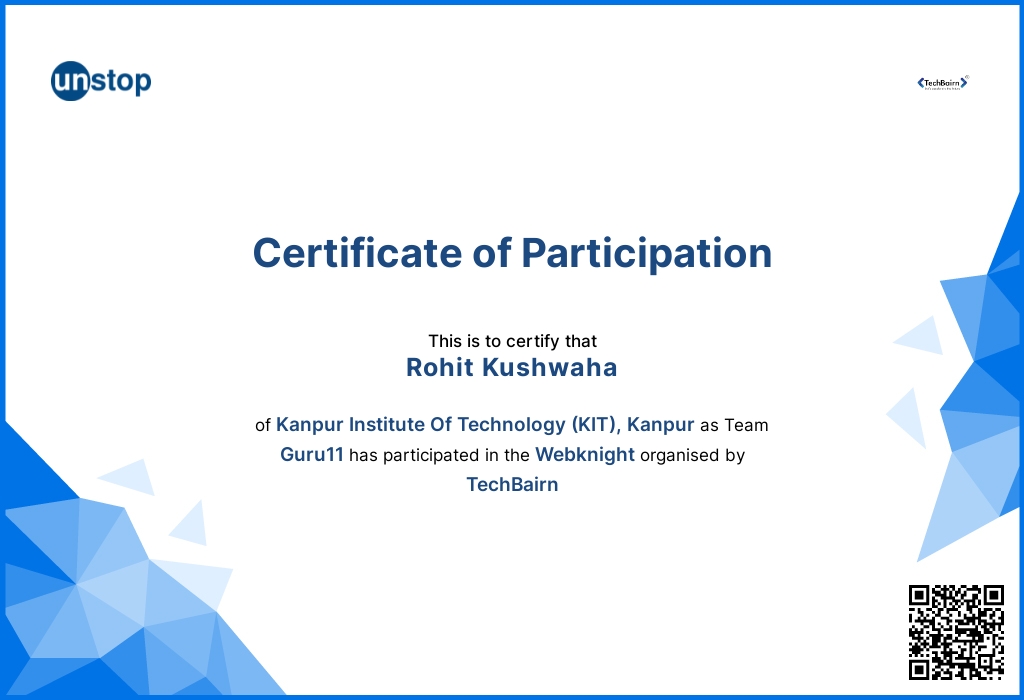 unstop
TechBairn
Certificate of Participation
This is to certify that
Rohit Kushwaha
of Kanpur Institute Of Technology (KIT), Kanpur as Team
Guru11 has participated in the Webknight organised by
TechBairn